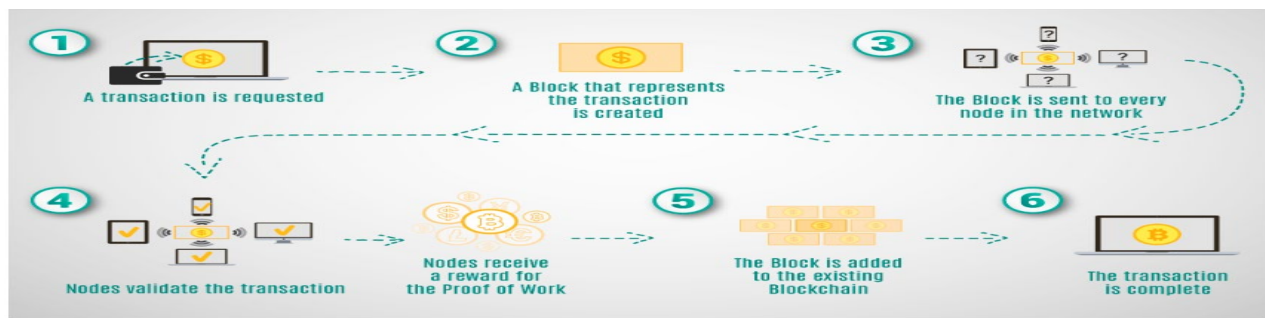 1
A transaction is requested
2
A Block that represents
the transaction
is created
3
The Block is sent to every
node in the network
4
Nodes validate the transaction
Nodes receive
a reward for
the Proof of Work
5
The Block is added
to the existing
Blockchain
6
The transaction
is complete